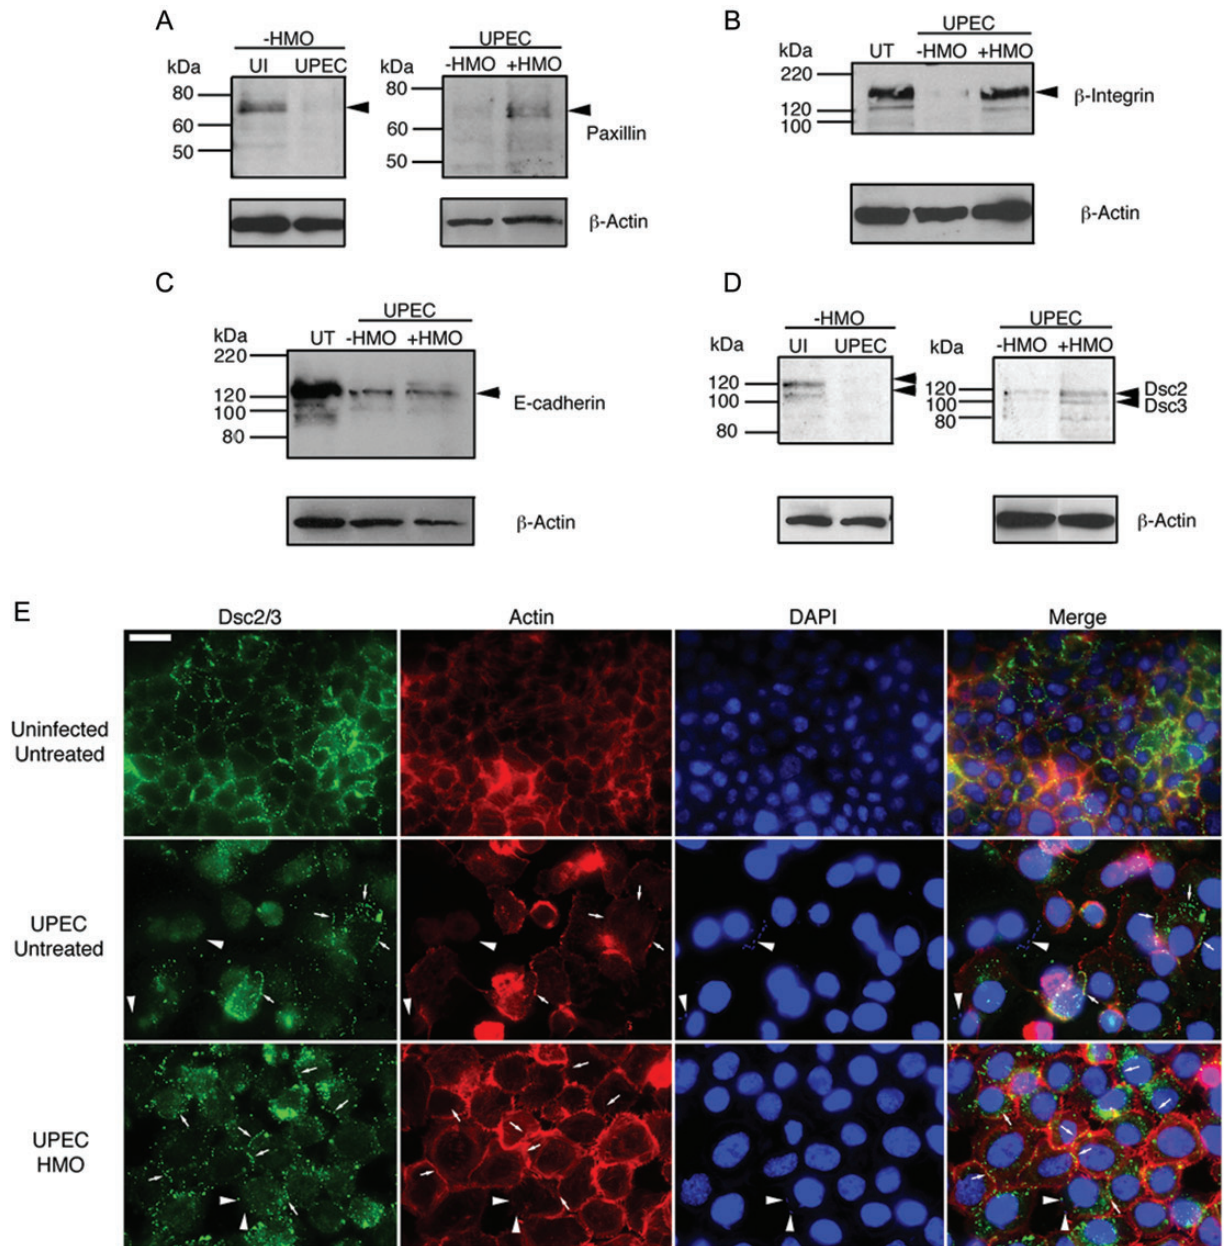 A
-HMO
kDa UI UPEC
80
60
50
UPEC
kDa -HMO +HMO
80
60
50
Paxillin
β-Actin
B
UPEC
kDa UT -HMO +HMO
220
120
100
β-Integrin
β-Actin
C
UPEC
kDa UT -HMO +HMO
220
120
100
80
E-cadherin
β-Actin
D
-HMO
kDa UI UPEC
120
100
80
UPEC
kDa -HMO +HMO
120
100
80
Dsc2
Dsc3
β-Actin
E
Dsc2/3 Actin DAPI Merge
Uninfected
Untreated
UPEC
Untreated
UPEC
HMO